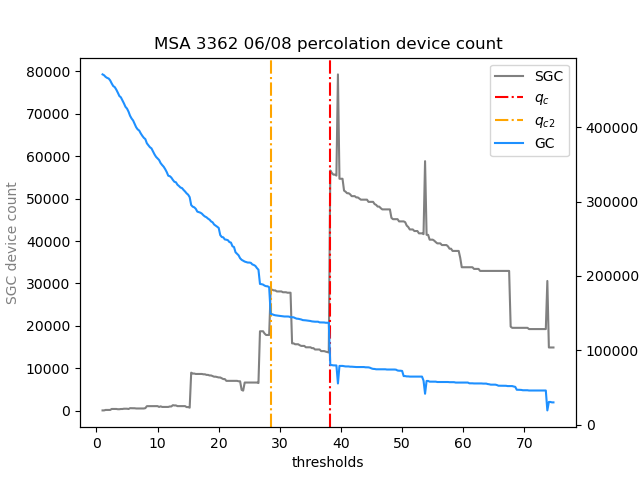 MSA 3362 06/08 percolation device count
SGC device count
80000
70000
60000
50000
40000
30000
20000
10000
0
SGC
q_c
q_c2
GC
400000
300000
200000
100000
0
0 10 20 30 40 50 60 70
thresholds